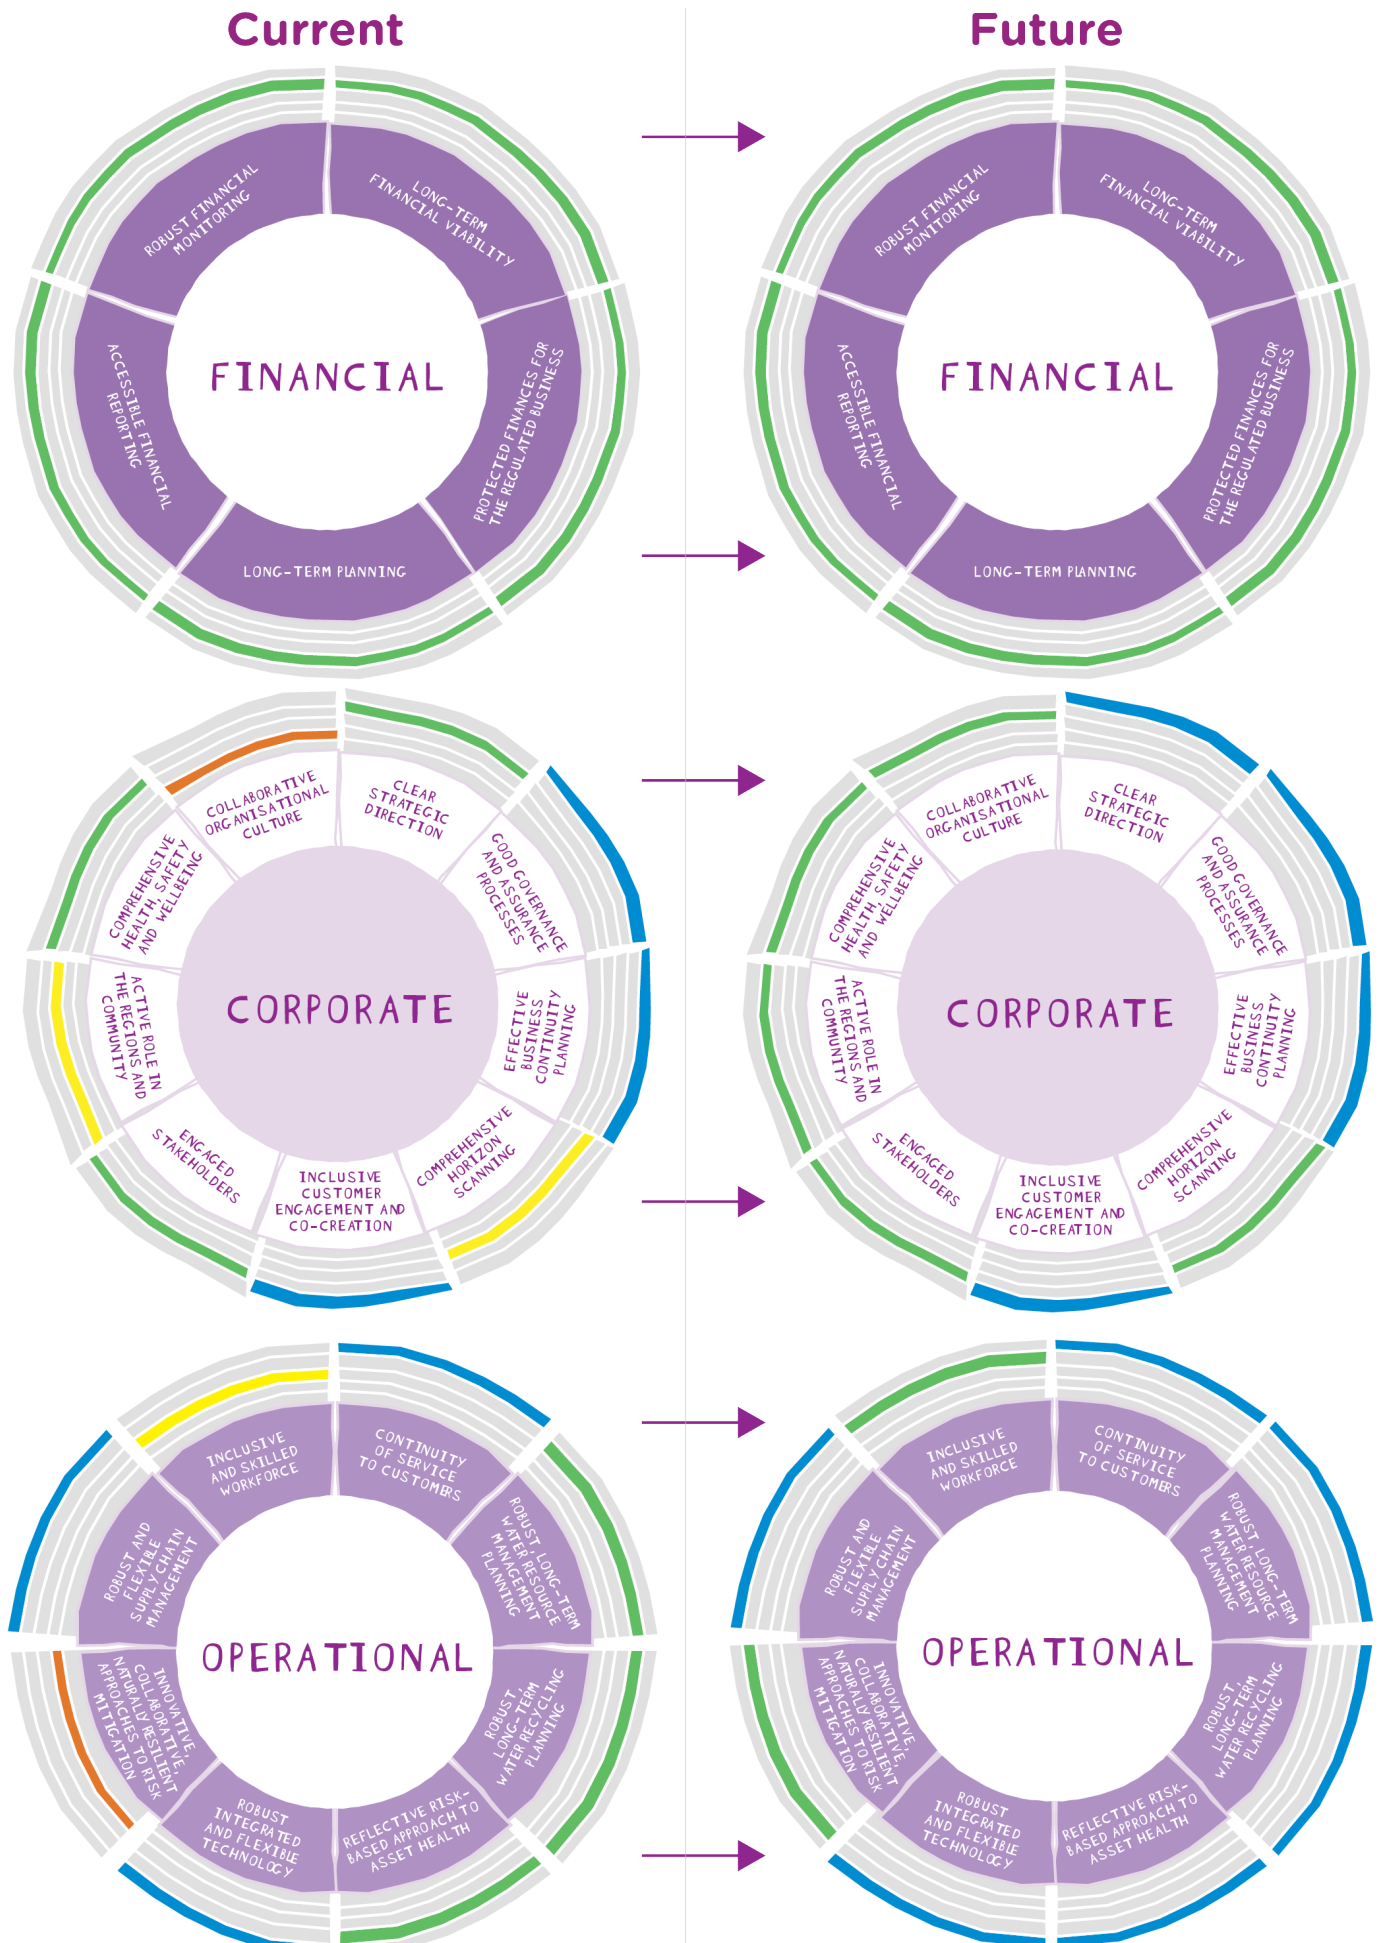 Current
Future
ROBUST FINANCIAL
MONITORING
LONG-TERM
FINANCIAL VIABILITY
PROTECTED FINANCES FOR
THE REGULATED BUSINESS
LONG-TERM PLANNING
ACCESSIBLE FINANCIAL
REPORTING
FINANCIAL
ROBUST FINANCIAL
MONITORING
LONG-TERM
FINANCIAL VIABILITY
PROTECTED FINANCES FOR
THE REGULATED BUSINESS
LONG-TERM PLANNING
ACCESSIBLE FINANCIAL
REPORTING
FINANCIAL
COLLABORATIVE
ORGANISATIONAL
CULTURE
CLEAR
STRATEGIC
DIRECTION
GOOD GOVERNANCE
AND ASSURANCE
PROCESSES
EFFECTIVE
BUSINESS
CONTINUITY
PLANNING
COMPREHENSIVE
HORIZON
SCANNING
INCLUSIVE
CUSTOMER
ENGAGEMENT AND
CO-CREATION
ENGAGED
STAKEHOLDERS
ACTIVE ROLE IN
THE REGIONS AND
COMMUNITY
COMPREHENSIVE
HEALTH, SAFETY
AND WELLBEING
CORPORATE
COLLABORATIVE
ORGANISATIONAL
CULTURE
CLEAR
STRATEGIC
DIRECTION
GOOD GOVERNANCE
AND ASSURANCE
PROCESSES
EFFECTIVE
BUSINESS
CONTINUITY
PLANNING
COMPREHENSIVE
HORIZON
SCANNING
INCLUSIVE
CUSTOMER
ENGAGEMENT AND
CO-CREATION
ENGAGED
STAKEHOLDERS
ACTIVE ROLE IN
THE REGIONS AND
COMMUNITY
COMPREHENSIVE
HEALTH, SAFETY
AND WELLBEING
CORPORATE
INCLUSIVE
AND SKILLED
WORKFORCE
CONTINUITY
OF SERVICE
TO CUSTOMERS
ROBUST, LONG-TERM
WATER RESOURCE
MANAGEMENT
PLANNING
ROBUST,
LONG-TERM
WATER RECYCLING
PLANNING
REFLECTIVE RISK-
BASED APPROACH TO
ASSET HEALTH
ROBUST
INTEGRATED
AND FLEXIBLE
TECHNOLOGY
INNOVATIVE,
COLLABORATIVE,
NATURALLY RESILIENT
APPROACHES TO RISK
MITIGATION
ROBUST AND
FLEXIBLE
SUPPLY CHAIN
MANAGEMENT
OPERATIONAL
INCLUSIVE
AND SKILLED
WORKFORCE
CONTINUITY
OF SERVICE
TO CUSTOMERS
ROBUST, LONG-TERM
WATER RESOURCE
MANAGEMENT
PLANNING
ROBUST,
LONG-TERM
WATER RECYCLING
PLANNING
REFLECTIVE RISK-
BASED APPROACH TO
ASSET HEALTH
ROBUST
INTEGRATED
AND FLEXIBLE
TECHNOLOGY
INNOVATIVE,
COLLABORATIVE,
NATURALLY RESILIENT
APPROACHES TO RISK
MITIGATION
ROBUST AND
FLEXIBLE
SUPPLY CHAIN
MANAGEMENT
OPERATIONAL